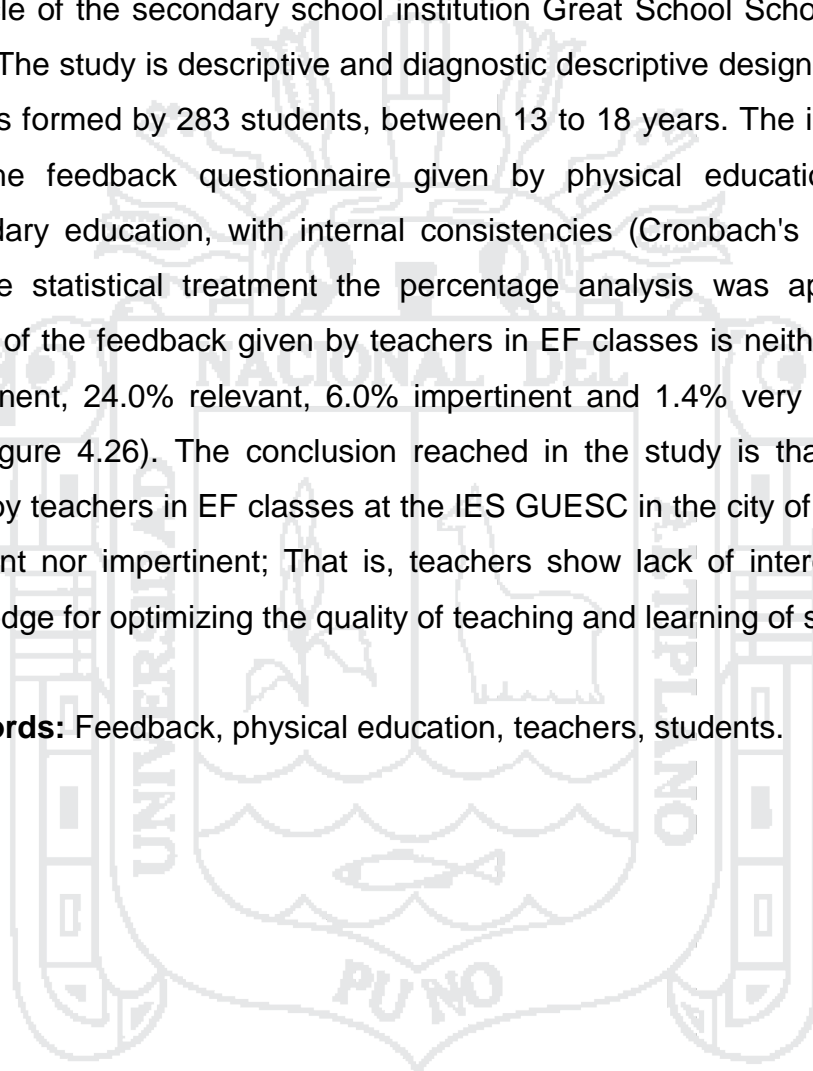 le of the secondary school institution Great School Scho
The study is descriptive and diagnostic descriptive design
s formed by 283 students, between 13 to 18 years. The i
he feedback questionnaire given by physical educatio
dary education, with internal consistencies (Cronbach's
e statistical treatment the percentage analysis was ap
of the feedback given by teachers in EF classes is neith
nent, 24.0% relevant, 6.0% impertinent and 1.4% very
gure 4.26). The conclusion reached in the study is tha
by teachers in EF classes at the IES GUESC in the city of
nt nor impertinent; That is, teachers show lack of inter
dge for optimizing the quality of teaching and learning of s
ords: Feedback, physical education, teachers, students.
NACIONAL DEL
UNIVERSIDAD
ALTIPLANO
PUNO